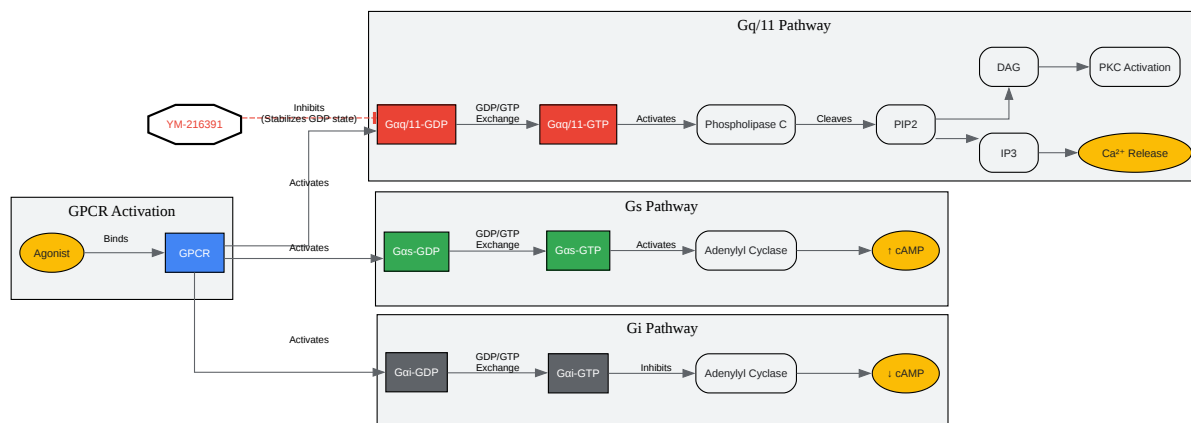 Gq/11 Pathway
DAG
PKC Activation
YM-216391
Inhibits
(Stabilizes GDP state)
Gαq/11-GDP
GDP/GTP
Exchange
Gαq/11-GTP
Activates
Phospholipase C
Cleaves
PIP2
IP3
Ca²⁺ Release
Activates
GPCR Activation
Agonist
Binds
GPCR
Activates
Gs Pathway
Gαs-GDP
GDP/GTP
Exchange
Gαs-GTP
Activates
Adenylyl Cyclase
↑ cAMP
Gi Pathway
Activates
Gαi-GDP
GDP/GTP
Exchange
Gαi-GTP
Inhibits
Adenylyl Cyclase
↓ cAMP